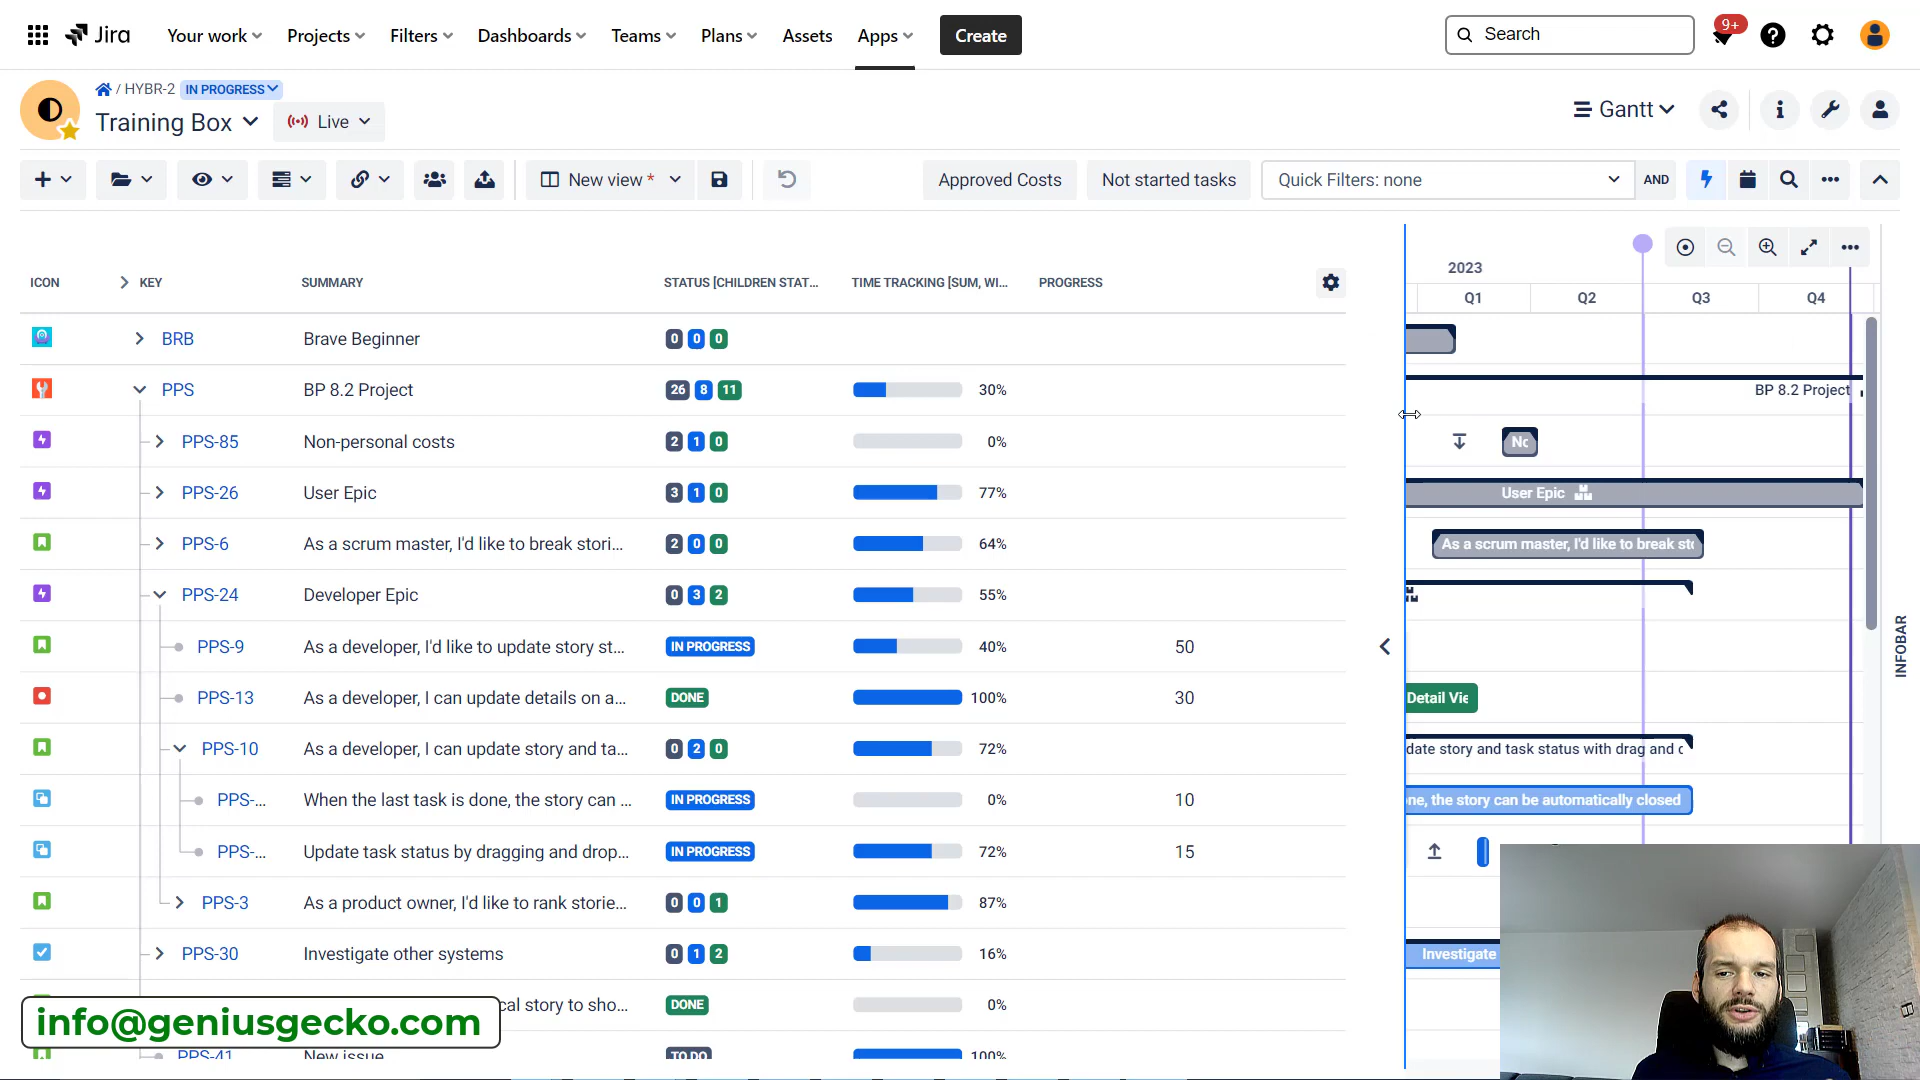 Jira Your work Projects Filters Dashboards Teams Plans Assets Apps Create Search 9+
/ HYBR-2 IN PROGRESS
Training Box Live Gantt
New view * Approved Costs Not started tasks Quick Filters: none AND
2023
ICON KEY SUMMARY STATUS [CHILDREN STAT... TIME TRACKING [SUM, WI... PROGRESS Q1 Q2 Q3 Q4
BRB Brave Beginner 0 0 0
PPS BP 8.2 Project 26 8 11 30% BP 8.2 Project
PPS-85 Non-personal costs 2 1 0 0% Nc
PPS-26 User Epic 3 1 0 77% User Epic
PPS-6 As a scrum master, I'd like to break stori... 2 0 0 64% As a scrum master, I'd like to break sto
PPS-24 Developer Epic 0 3 2 55%
PPS-9 As a developer, I'd like to update story st... IN PROGRESS 40% 50
PPS-13 As a developer, I can update details on a... DONE 100% 30 Detail Vie
PPS-10 As a developer, I can update story and ta... 0 2 0 72% date story and task status with drag and c
PPS-... When the last task is done, the story can ... IN PROGRESS 0% 10 one, the story can be automatically closed
PPS-... Update task status by dragging and drop... IN PROGRESS 72% 15
PPS-3 As a product owner, I'd like to rank storie... 0 0 1 87%
PPS-30 Investigate other systems 0 1 2 16% Investigate
cal story to sho... DONE 0%
info@geniusgecko.com
PPS-41 New issue TO DO 100%
INFOBAR